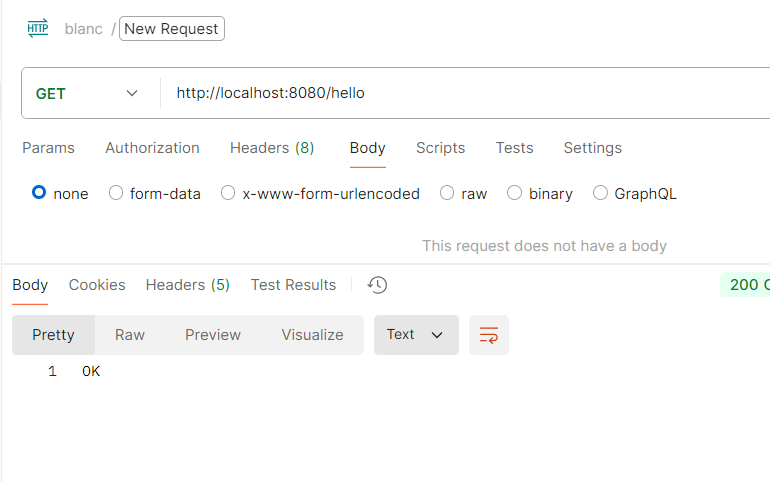 HTTP blanc / New Request
GET http://localhost:8080/hello
Params Authorization Headers (8) Body Scripts Tests Settings
none form-data x-www-form-urlencoded raw binary GraphQL
This request does not have a body
Body Cookies Headers (5) Test Results 200
Pretty Raw Preview Visualize Text
1 OK